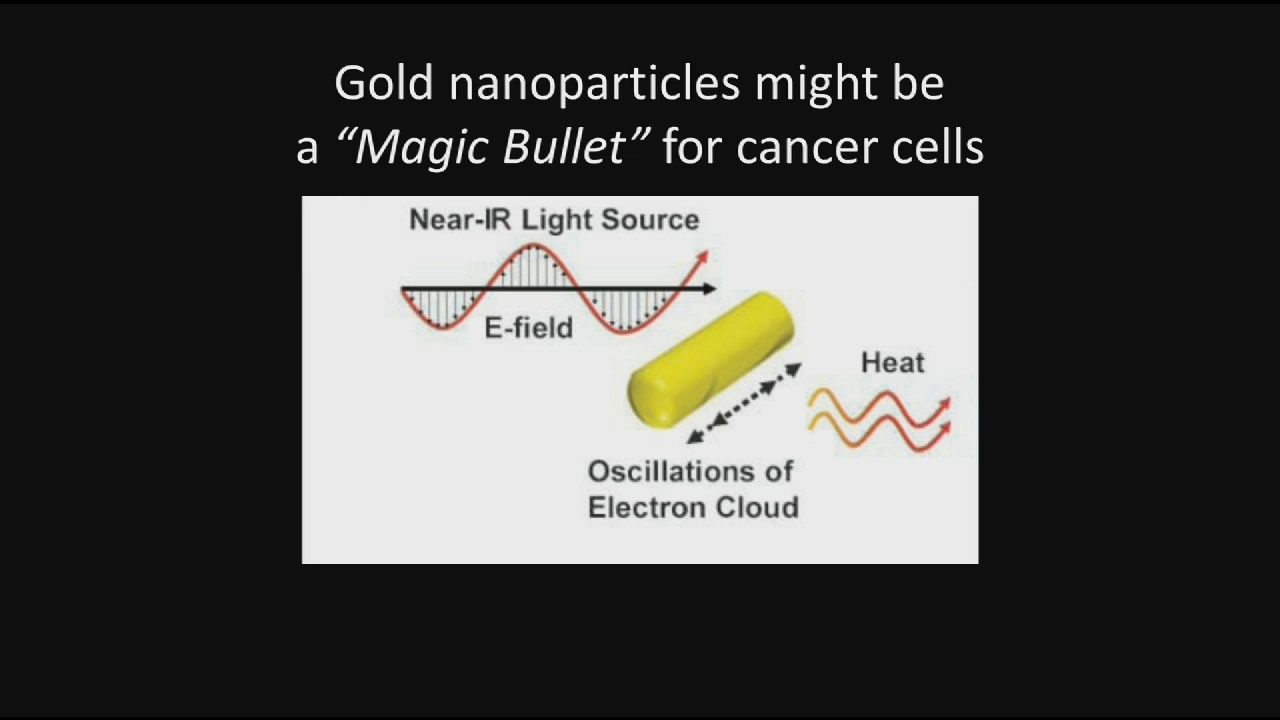 Gold nanoparticles might be
a “Magic Bullet” for cancer cells
Near-IR Light Source
E-field
Heat
Oscillations of
Electron Cloud